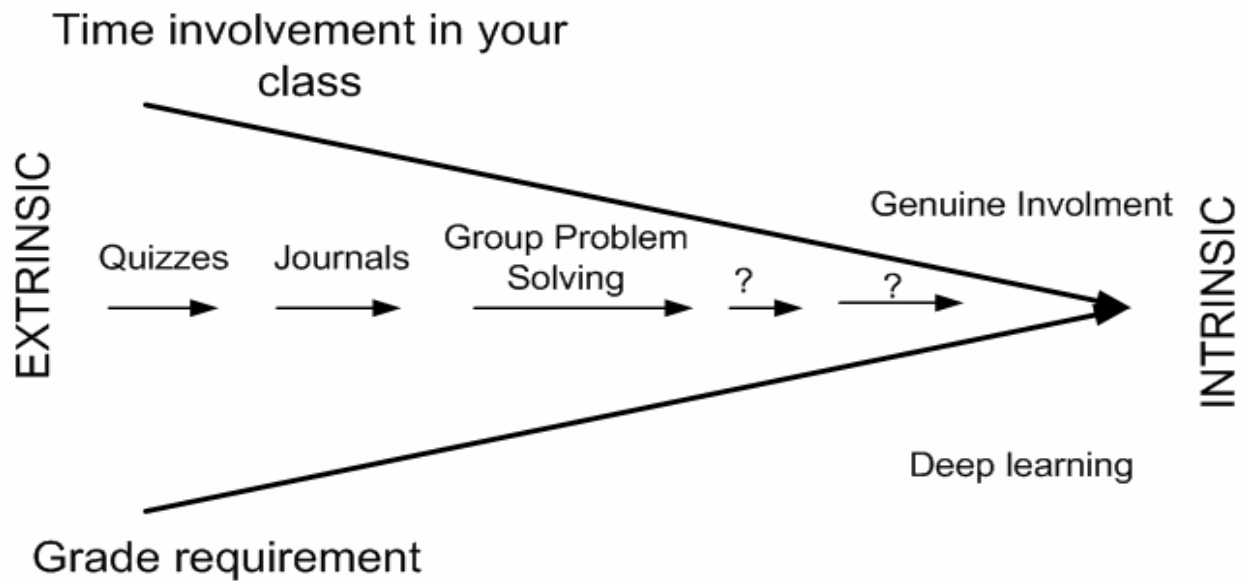 Time involvement in your
class
EXTRINSIC
Quizzes
Journals
Group Problem
Solving
?
?
Genuine Involment
INTRINSIC
Deep learning
Grade requirement